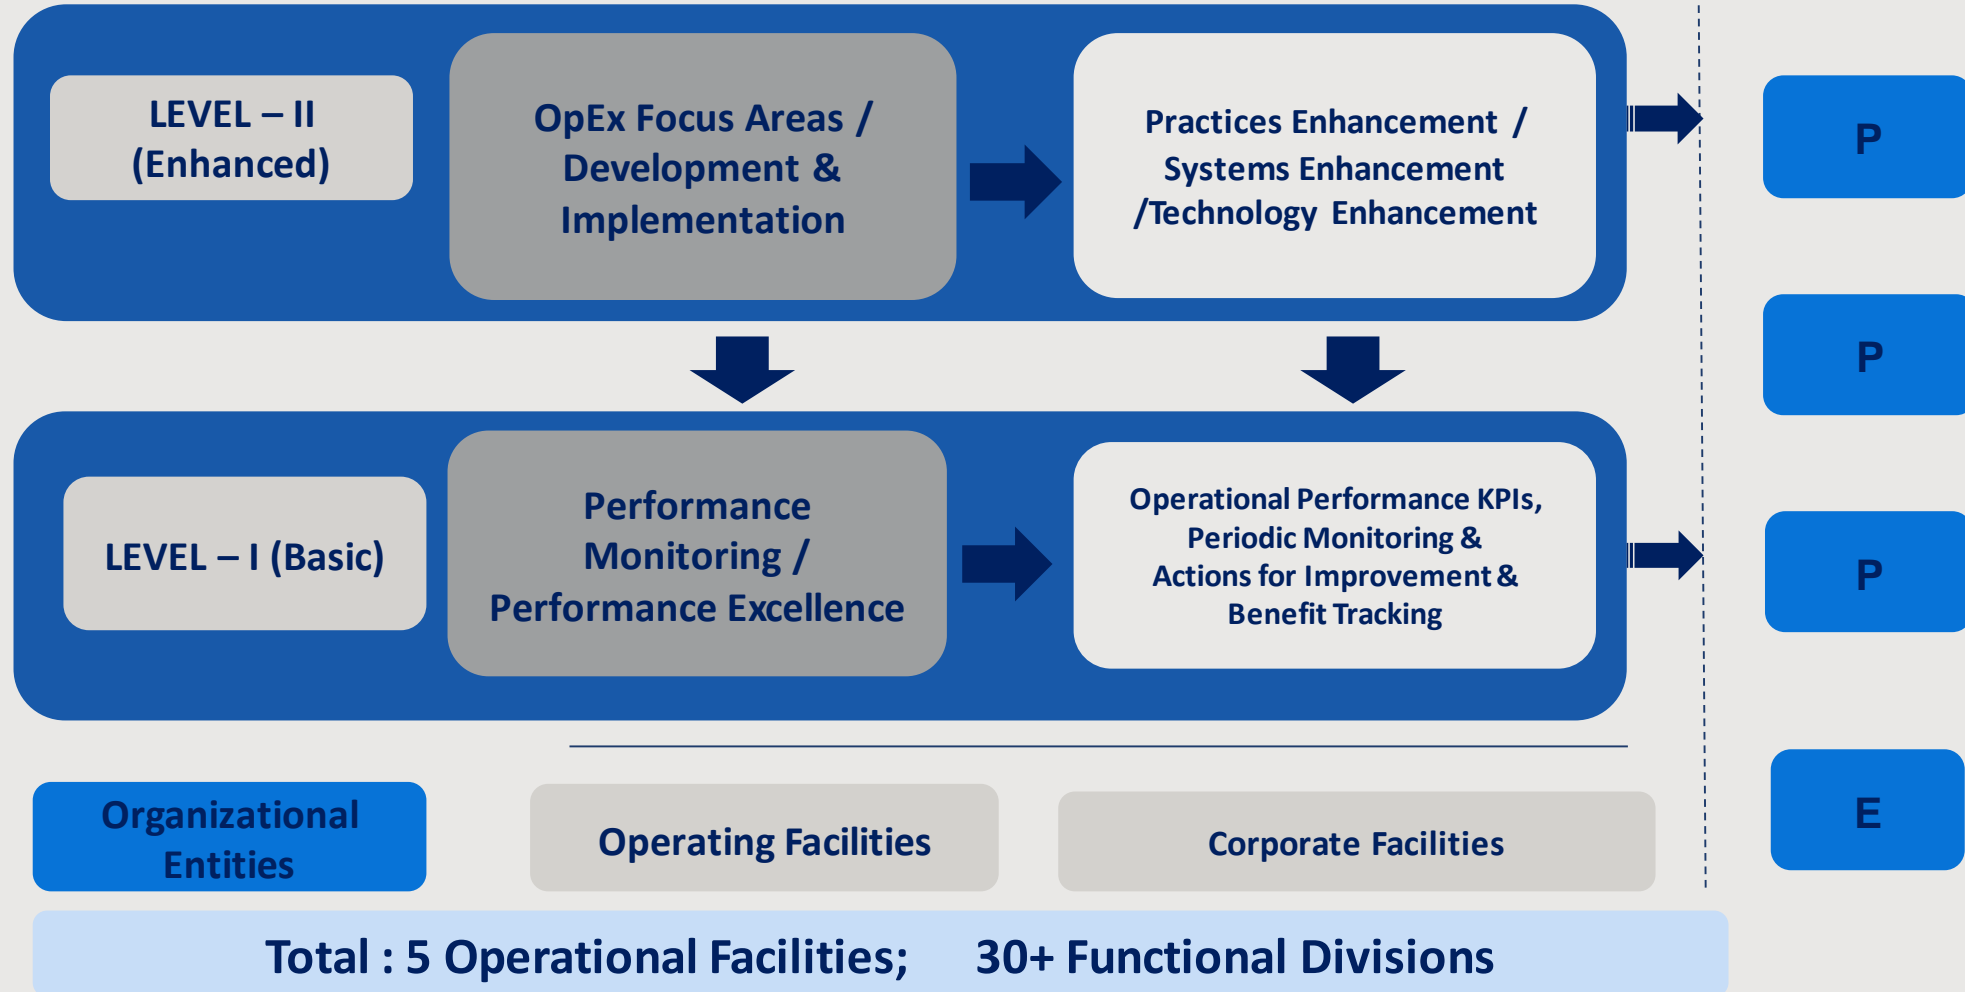 LEVEL – II
(Enhanced)
OpEx Focus Areas /
Development &
Implementation
Practices Enhancement /
Systems Enhancement
/Technology Enhancement
P
P
LEVEL – I (Basic)
Performance
Monitoring /
Performance Excellence
Operational Performance KPIs,
Periodic Monitoring &
Actions for Improvement &
Benefit Tracking
P
E
Organizational
Entities
Operating Facilities
Corporate Facilities
Total : 5 Operational Facilities; 30+ Functional Divisions